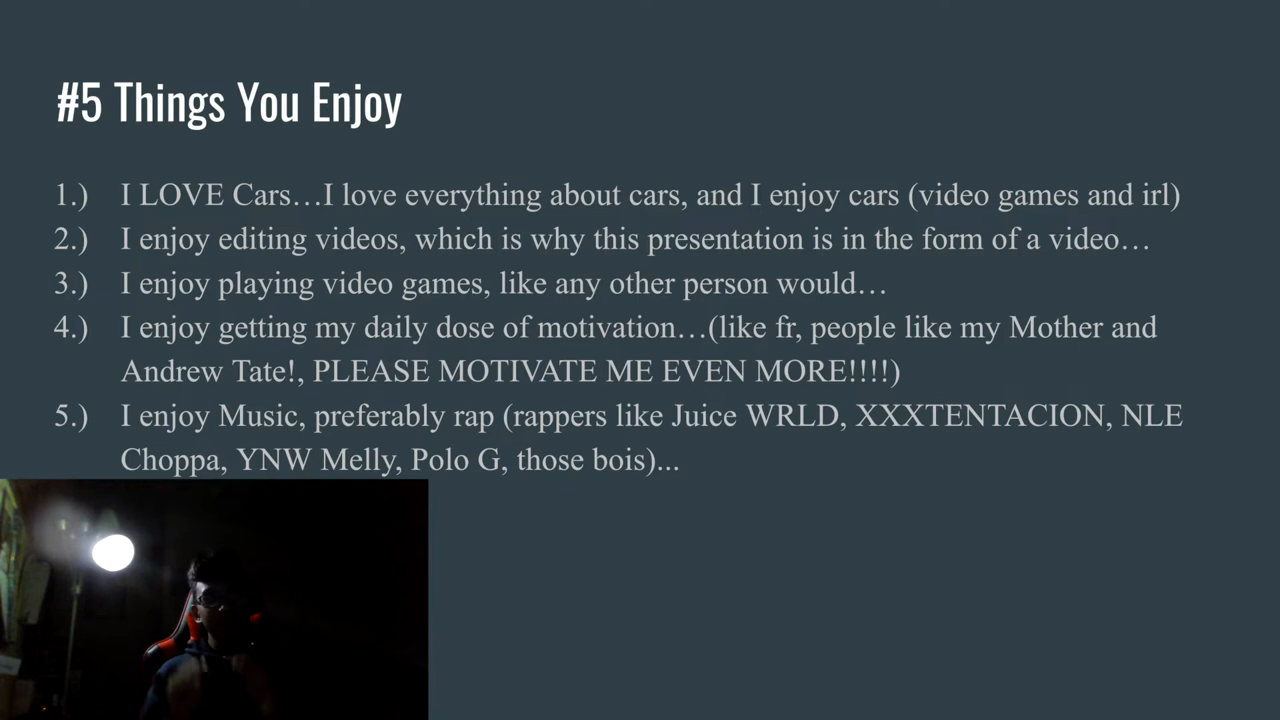 #5 Things You Enjoy
1.) I LOVE Cars…I love everything about cars, and I enjoy cars (video games and irl)
2.) I enjoy editing videos, which is why this presentation is in the form of a video…
3.) I enjoy playing video games, like any other person would…
4.) I enjoy getting my daily dose of motivation…(like fr, people like my Mother and
Andrew Tate!, PLEASE MOTIVATE ME EVEN MORE!!!!)
5.) I enjoy Music, preferably rap (rappers like Juice WRLD, XXXTENTACION, NLE
Choppa, YNW Melly, Polo G, those bois)...